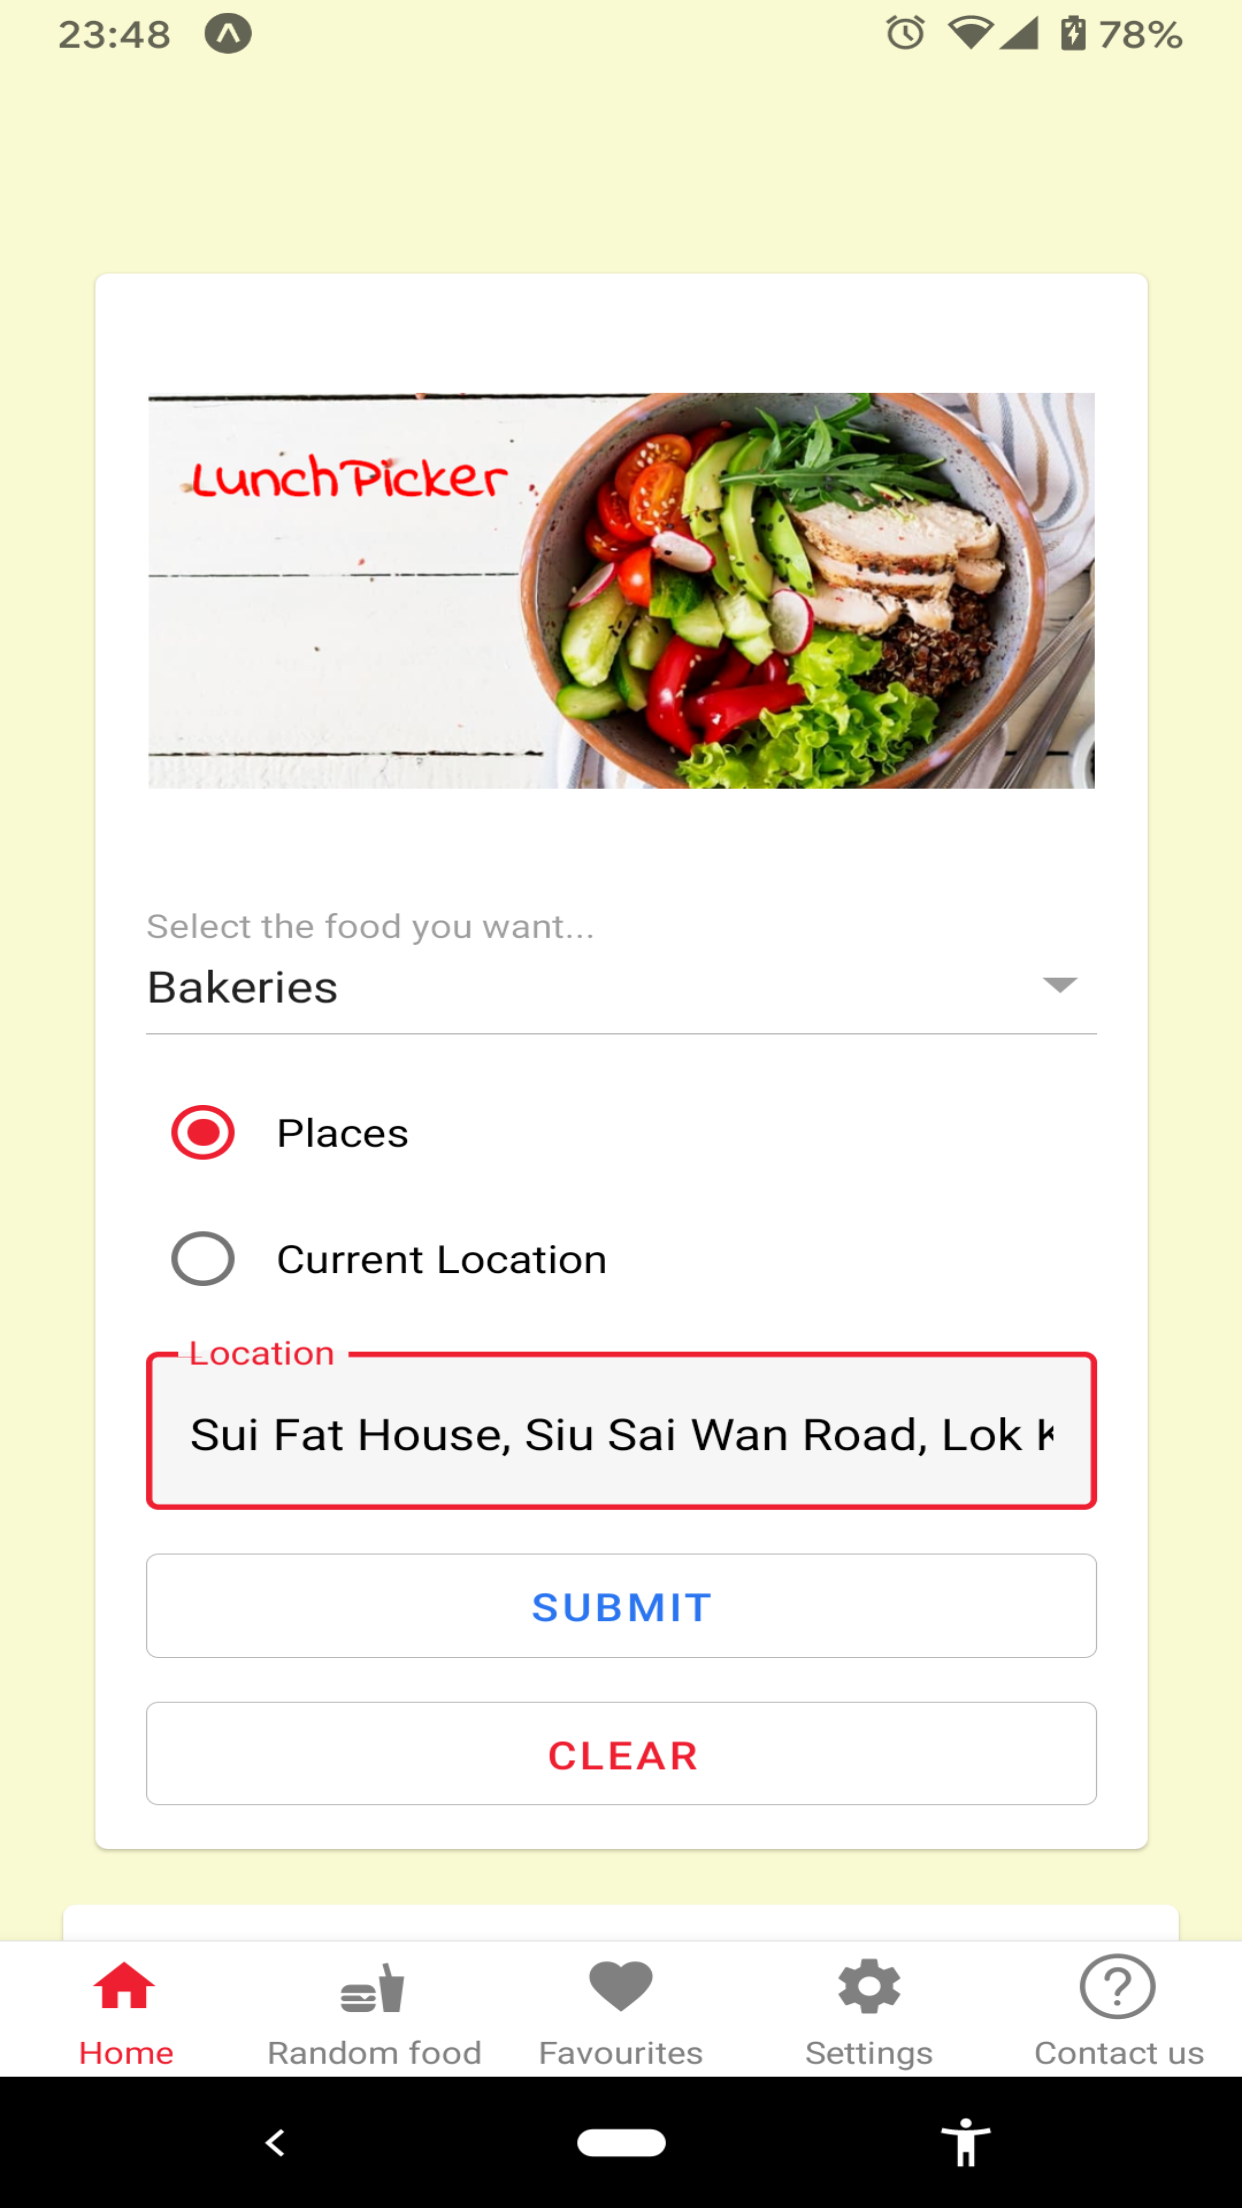 23:48 78%
LunchPicker
Select the food you want...
Bakeries
Places
Current Location
Location
Sui Fat House, Siu Sai Wan Road, Lok
SUBMIT
CLEAR
Home Random food Favourites Settings Contact us